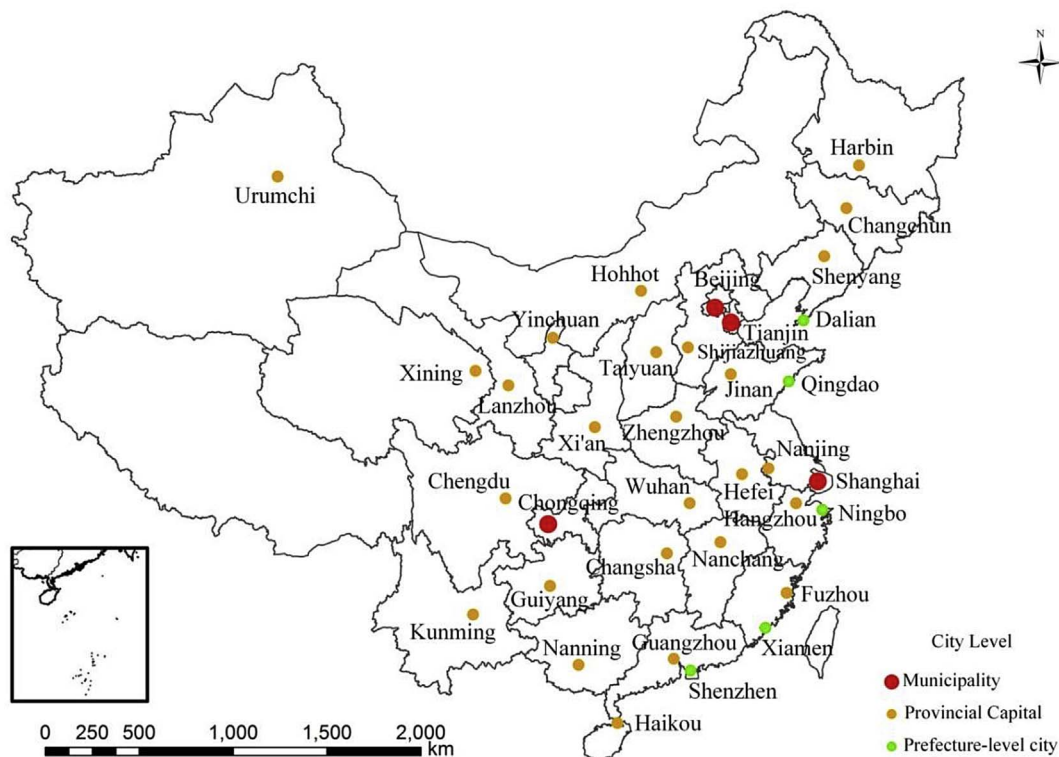 N
Harbin
Urumchi
Changchun
Shenyang
Hohhot
Beijing
Yinchuan
Tianjin
Dalian
Shijiazhuang
Taiyuan
Xining
Jinan
Qingdao
Lanzhou
Zhengzhou
Xi'an
Nanjing
Chengdu
Wuhan
Hefei
Shanghai
Chongqing
Hangzhou
Ningbo
Changsha
Nanchang
Guiyang
Fuzhou
Kunming
Nanning
Guangzhou
Xiamen
Shenzhen
Haikou
City Level
Municipality
Provincial Capital
Prefecture-level city
0 250 500 1,000 1,500 2,000
km